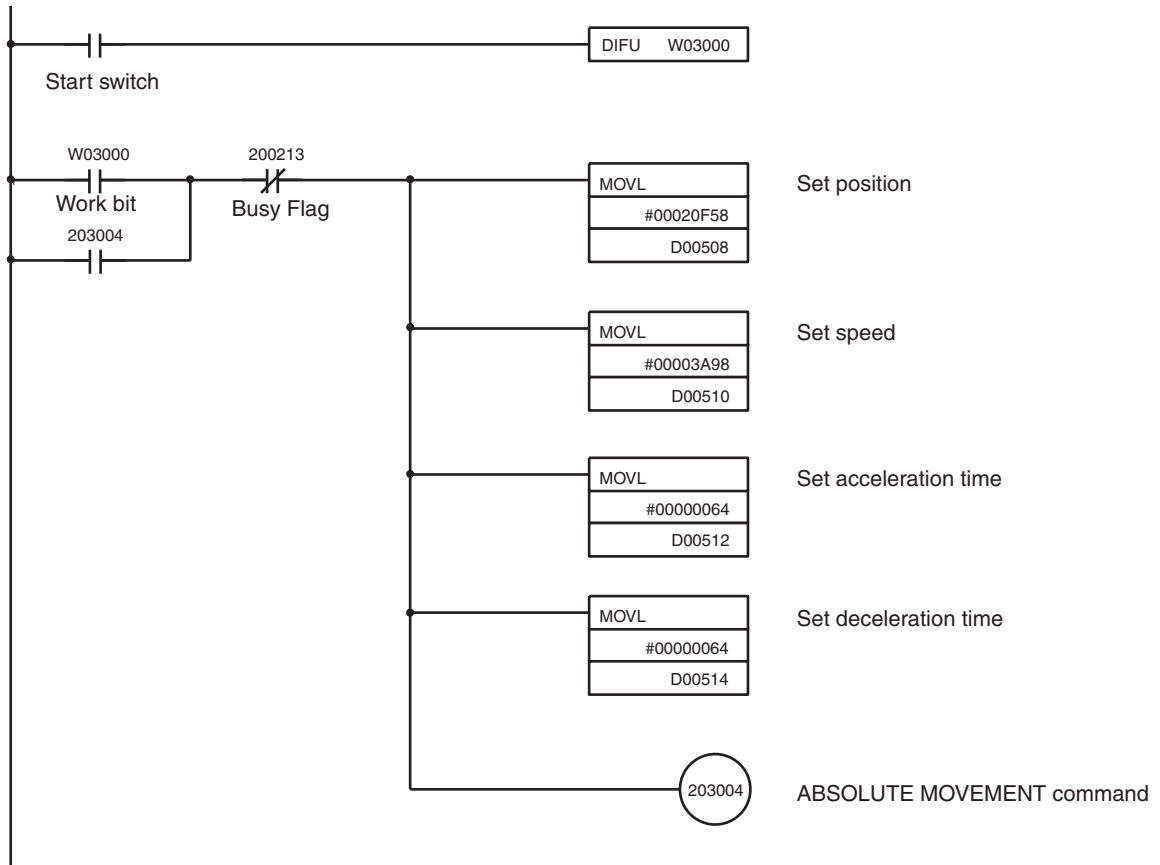 DIFU W03000
Start switch
W03000
200213
MOVL
Set position
Work bit
Busy Flag
#00020F58
203004
D00508
MOVL
Set speed
#00003A98
D00510
MOVL
Set acceleration time
#00000064
D00512
MOVL
Set deceleration time
#00000064
D00514
203004
ABSOLUTE MOVEMENT command